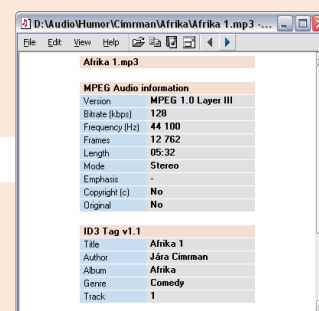 D:\Audio\Humor\Cimrman\Afrika\Afrika 1.mp3 -...
File Edit View Help
Afrika 1.mp3
MPEG Audio information
Version MPEG 1.0 Layer III
Bitrate (kbps) 128
Frequency (Hz) 44 100
Frames 12 762
Length 05:32
Mode Stereo
Emphasis -
Copyright (c) No
Original No
ID3 Tag v1.1
Title Afrika 1
Author Jára Cimrman
Album Afrika
Genre Comedy
Track 1